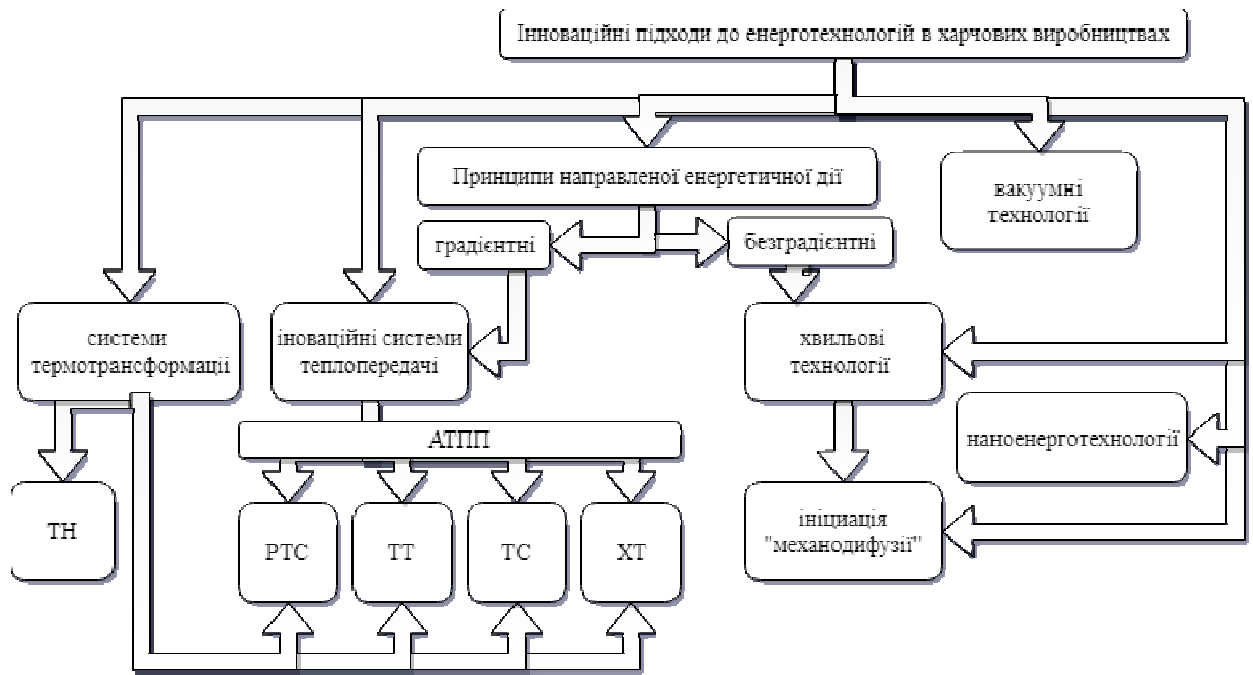 Інноваційні підходи до енерготехнологій в харчових виробництвах
Принципи направленої енергетичної дії
вакуумні
технології
градієнтні
безградієнтні
системи
термотрансформації
іноваційні системи
теплопередачі
хвильові
технології
АТПП
наноенерготехнології
ТН
РТС
ТТ
ТС
ХТ
ініциація
"механодифузії"